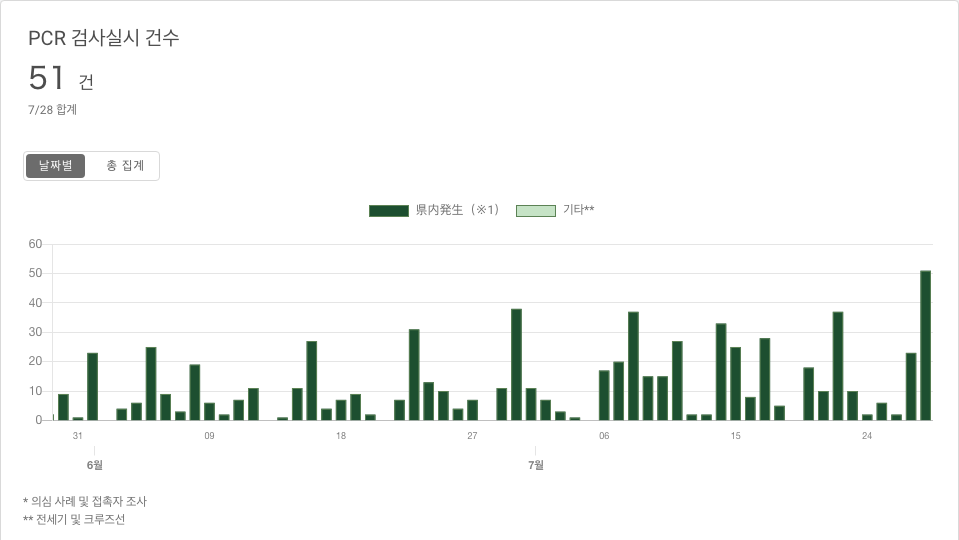 PCR 검사실시 건수
51 건
7/28 합계
날짜별 총 집계
県内発生（※1） 기타**
60
50
40
30
20
10
0
31 09 18 27 06 15 24
6월 7월
* 의심 사례 및 접촉자 조사
** 전세기 및 크루즈선